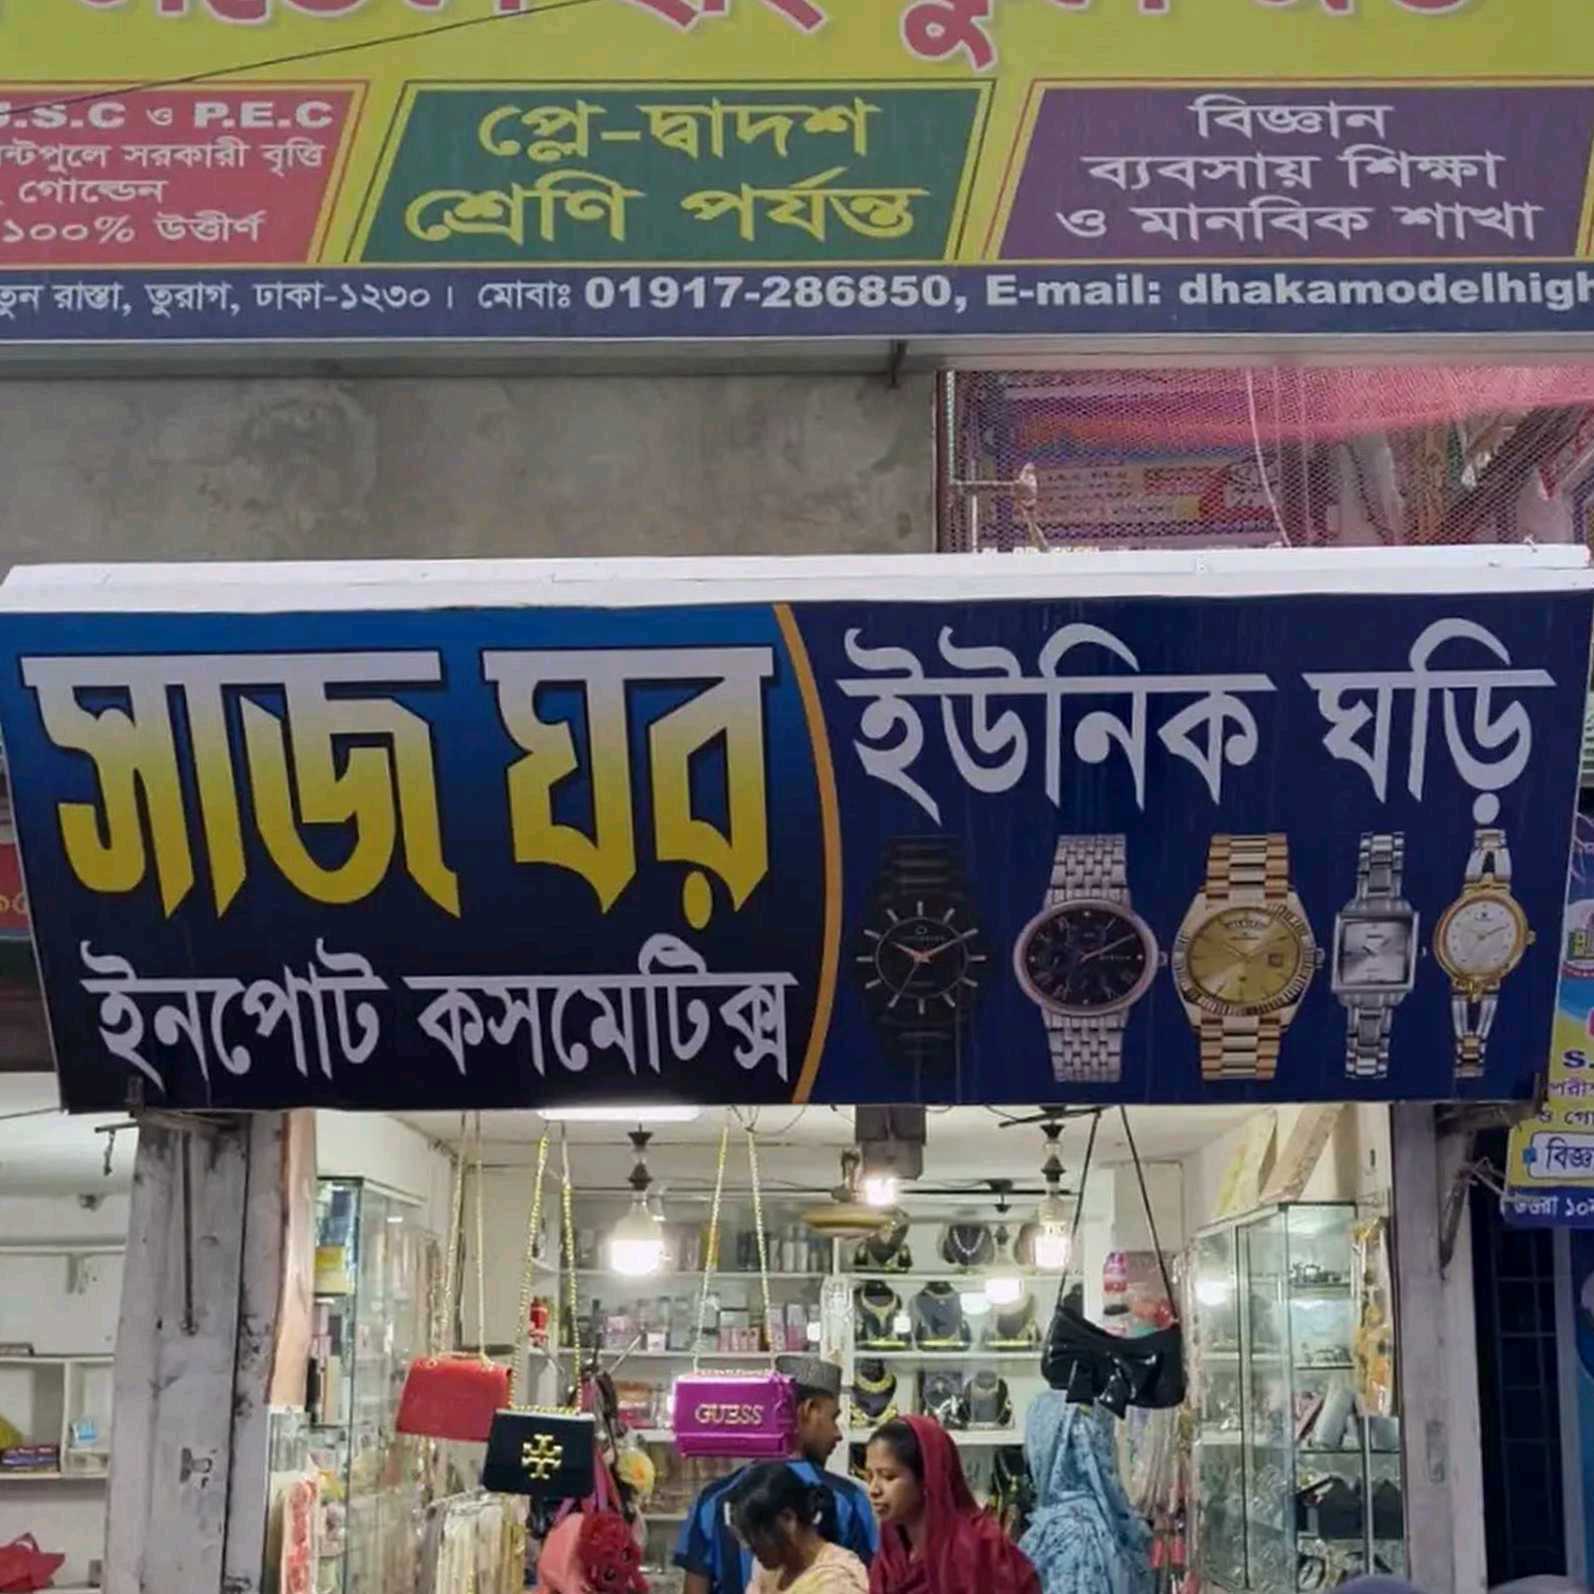 J.S.C ও P.E.C
সরকারী বৃত্তি
গোল্ডেন
১০০% উত্তীর্ণ
প্লে-দ্বাদশ
শ্রেণি পর্যন্ত
বিজ্ঞান
ব্যবসায় শিক্ষা
ও মানবিক শাখা
রাস্তা, তুরাগ, ঢাকা-১২৩০। মোবাঃ 01917-286850, E-mail: dhakamodelhigh
সাজ ঘর
ইনপোট কসমেটিক্স
ইউনিক ঘড়ি
GUESS